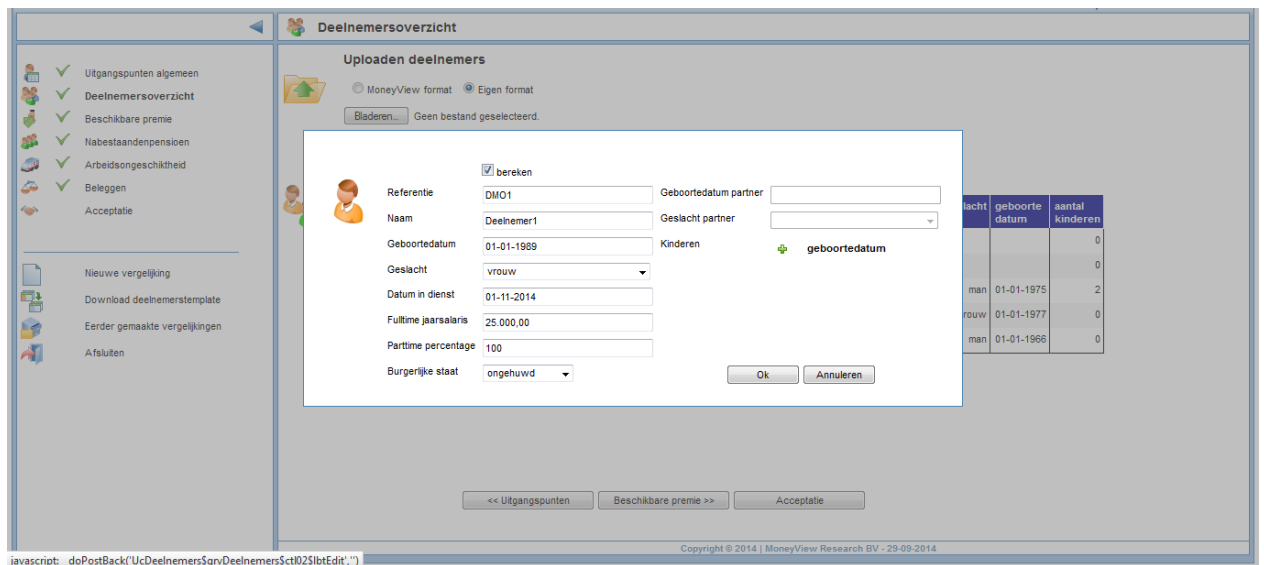 Deelnemersoverzicht
Uitgangspunten algemeen
Deelnemersoverzicht
Beschikbare premie
Nabestaandenpensioen
Arbeidsongeschiktheid
Beleggen
Acceptatie
Nieuwe vergelijking
Download deelnemerstemplate
Eerder gemaakte vergelijkingen
Afsluiten
Uploaden deelnemers
MoneyView format Eigen format
Bladeren... Geen bestand geselecteerd.
bereken
Referentie DMO1 Geboortedatum partner
Naam Deelnemer1 Geslacht partner
Geboortedatum 01-01-1989 Kinderen geboortedatum
Geslacht vrouw
Datum in dienst 01-11-2014
Fulltime jaarsalaris 25.000,00
Parttime percentage 100
Burgerlijke staat ongehuwd Ok Annuleren
lacht geboorte datum aantal kinderen
0
0
man 01-01-1975 2
rouw 01-01-1977 0
man 01-01-1966 0
<< Uitgangspunten Beschikbare premie >> Acceptatie
Copyright © 2014 | MoneyView Research BV - 29-09-2014
javascript:__doPostBack('UcDeelnemers$grvDeelnemers$ctl02$lbtEdit','')